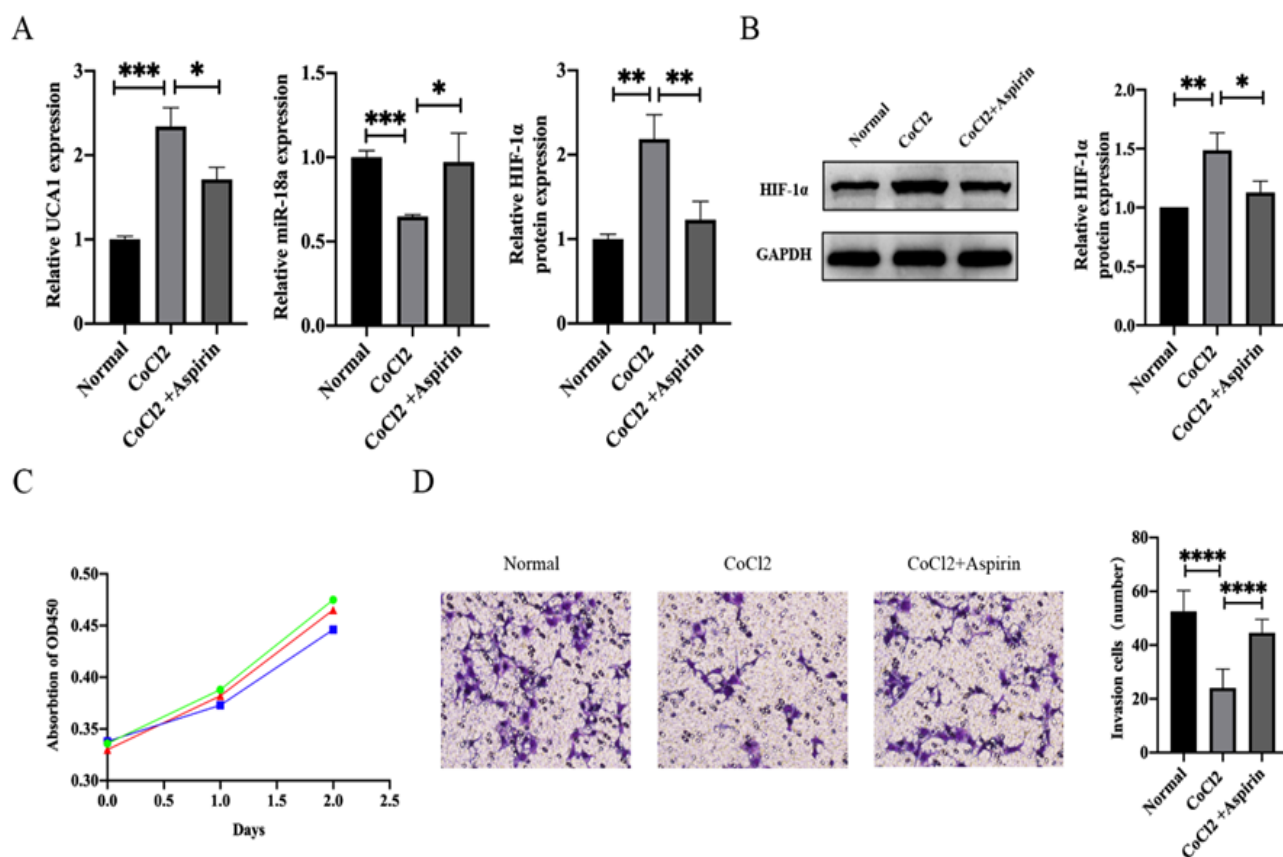 A
Relative UCA1 expression
3
2
1
0
***
*
Normal
CoCl2
CoCl2 +Aspirin
Relative miR-18a expression
1.5
1.0
0.5
0.0
***
*
Normal
CoCl2
CoCl2 +Aspirin
Relative HIF-1α
protein expression
3
2
1
0
**
**
Normal
CoCl2
CoCl2 +Aspirin
B
Normal
CoCl2
CoCl2+Aspirin
HIF-1α
GAPDH
Relative HIF-1α
protein expression
2.0
1.5
1.0
0.5
0.0
**
*
Normal
CoCl2
CoCl2 +Aspirin
C
Absorbtion of OD450
0.50
0.45
0.40
0.35
0.30
0.0
0.5
1.0
1.5
2.0
2.5
Days
D
Normal
CoCl2
CoCl2+Aspirin
Invasion cells (number)
80
60
40
20
0
****
****
Normal
CoCl2
CoCl2 +Aspirin